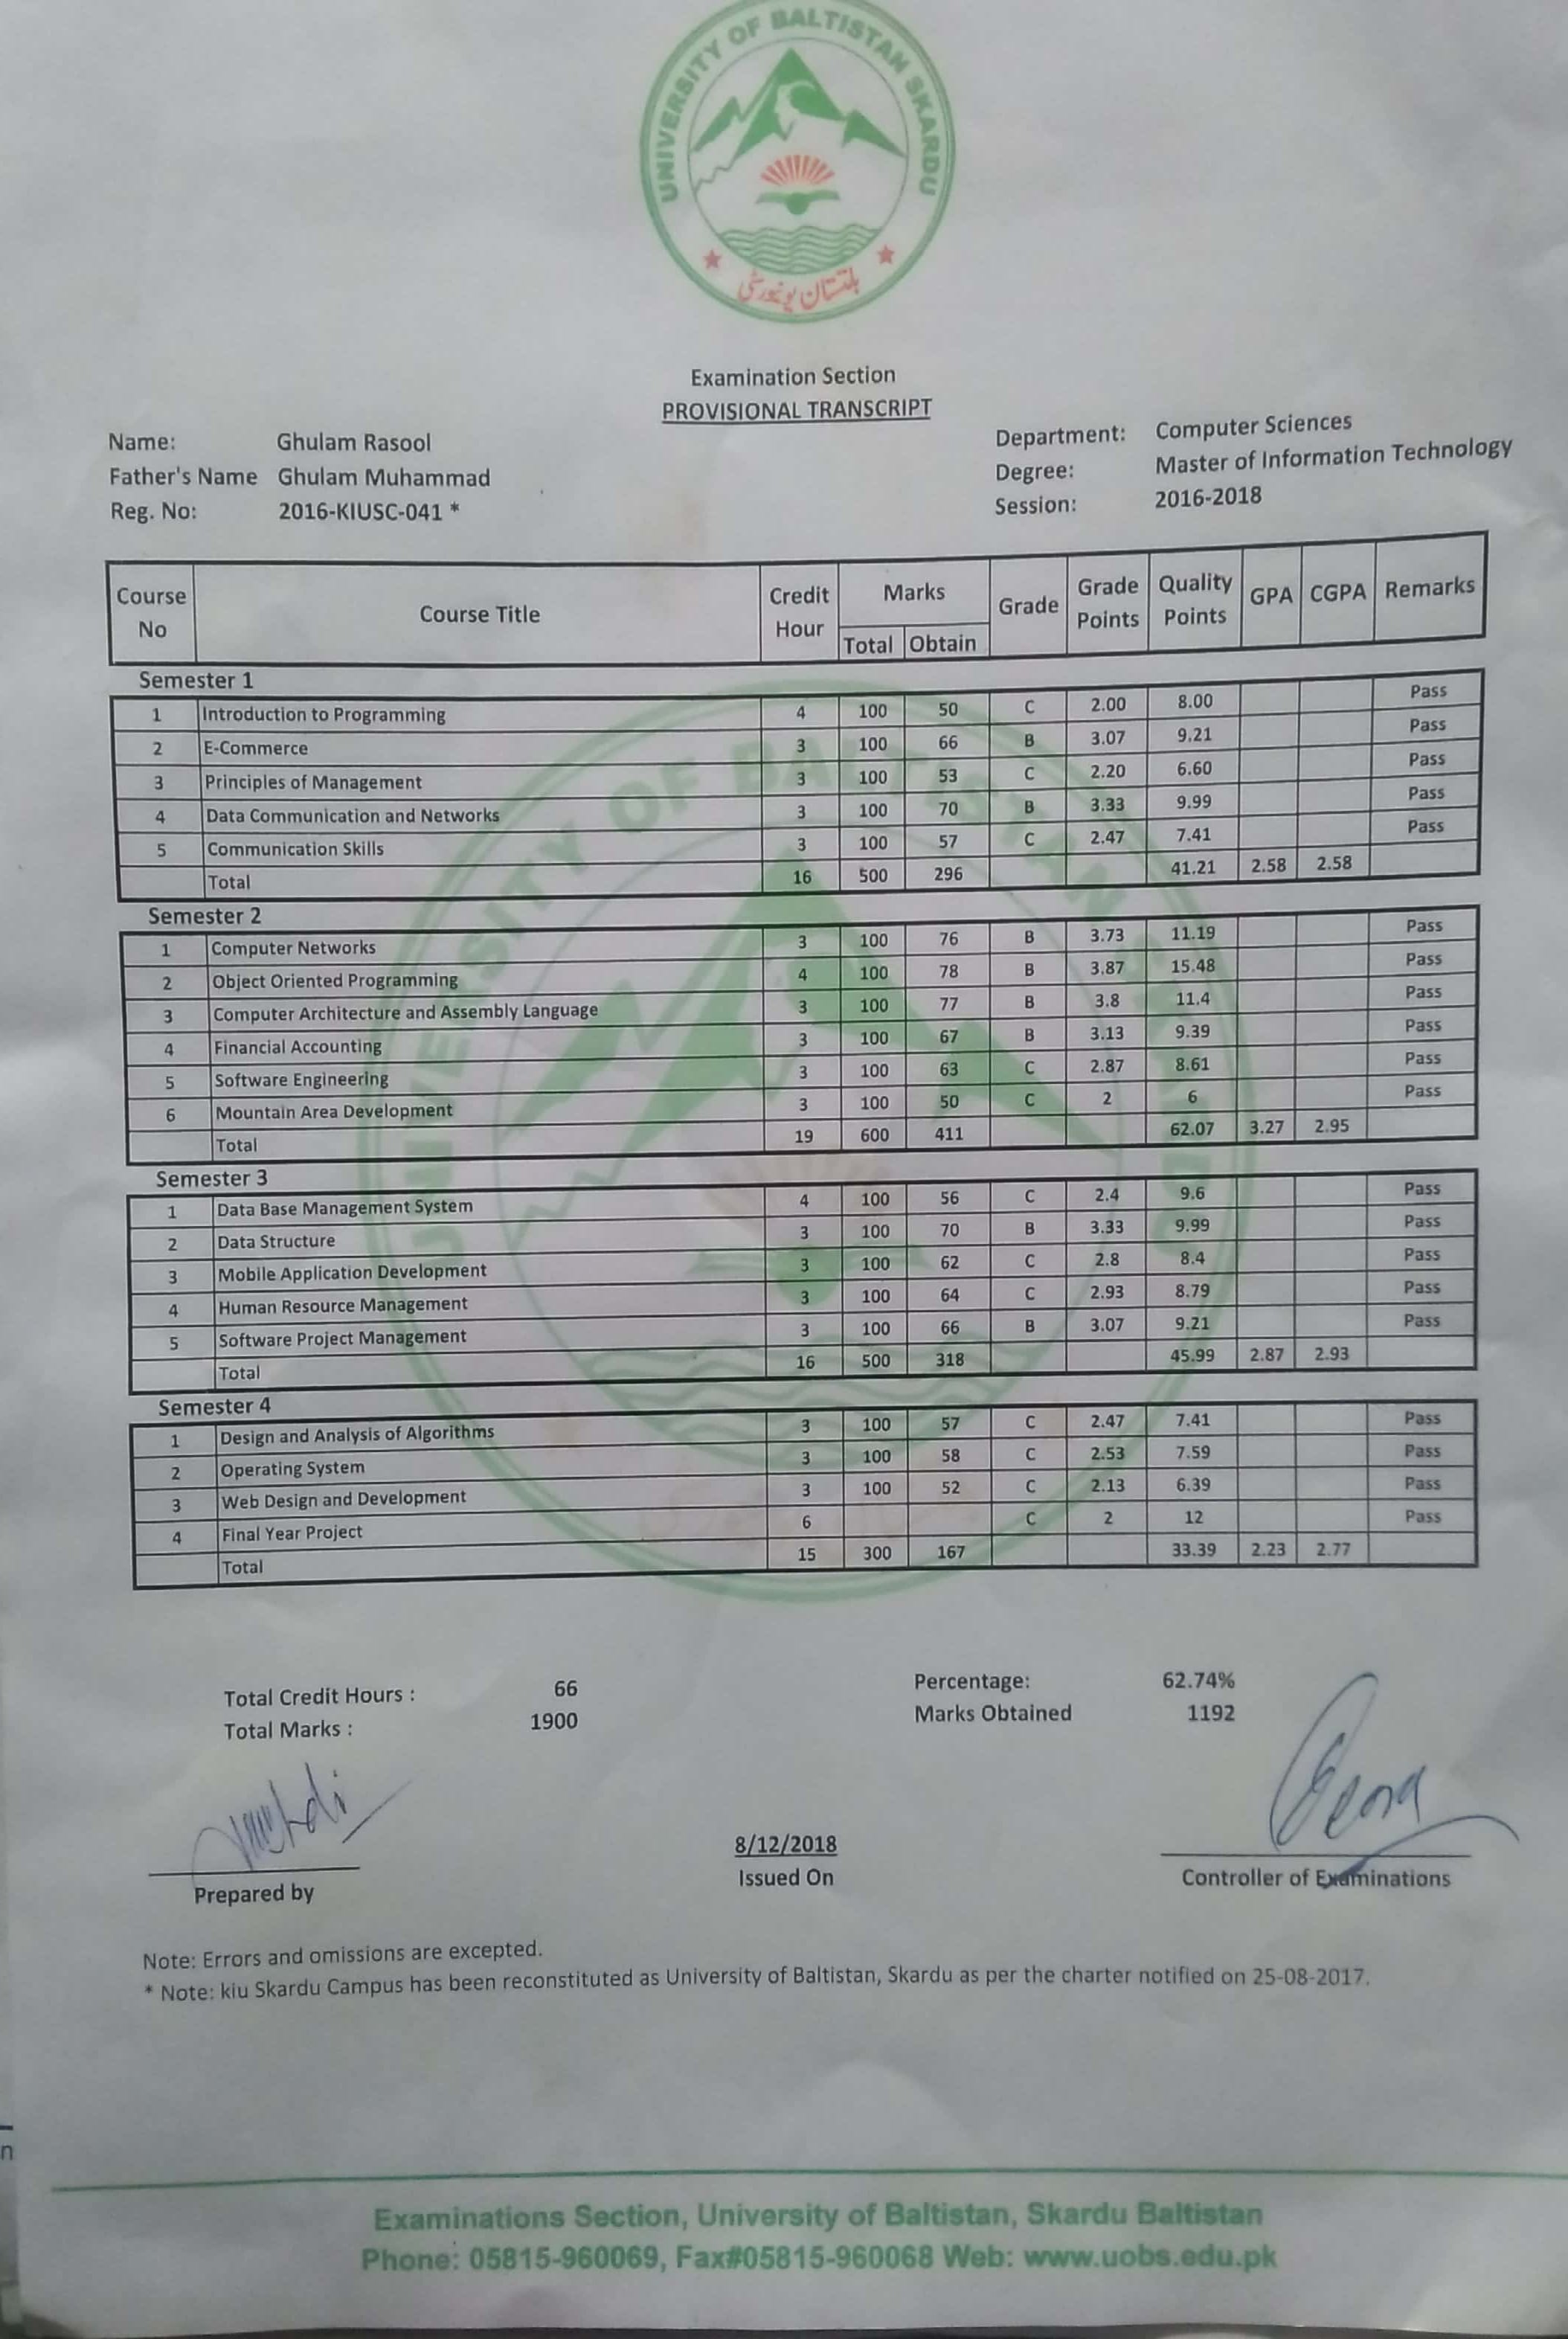 UNIVERSITY OF BALTISTAN SKARDU
بلتستان یونیورسٹی
Examination Section
PROVISIONAL TRANSCRIPT
Name: Ghulam Rasool
Father's Name Ghulam Muhammad
Reg. No: 2016-KIUSC-041 *
Department: Computer Sciences
Degree: Master of Information Technology
Session: 2016-2018
Course No Course Title Credit Hour Marks Total Obtain Grade Grade Points Quality Points GPA CGPA Remarks
Semester 1
1 Introduction to Programming 4 100 50 C 2.00 8.00 Pass
2 E-Commerce 3 100 66 B 3.07 9.21 Pass
3 Principles of Management 3 100 53 C 2.20 6.60 Pass
4 Data Communication and Networks 3 100 70 B 3.33 9.99 Pass
5 Communication Skills 3 100 57 C 2.47 7.41 Pass
Total 16 500 296 41.21 2.58 2.58
Semester 2
1 Computer Networks 3 100 76 B 3.73 11.19 Pass
2 Object Oriented Programming 4 100 78 B 3.87 15.48 Pass
3 Computer Architecture and Assembly Language 3 100 77 B 3.8 11.4 Pass
4 Financial Accounting 3 100 67 B 3.13 9.39 Pass
5 Software Engineering 3 100 63 C 2.87 8.61 Pass
6 Mountain Area Development 3 100 50 C 2 6 Pass
Total 19 600 411 62.07 3.27 2.95
Semester 3
1 Data Base Management System 4 100 56 C 2.4 9.6 Pass
2 Data Structure 3 100 70 B 3.33 9.99 Pass
3 Mobile Application Development 3 100 62 C 2.8 8.4 Pass
4 Human Resource Management 3 100 64 C 2.93 8.79 Pass
5 Software Project Management 3 100 66 B 3.07 9.21 Pass
Total 16 500 318 45.99 2.87 2.93
Semester 4
1 Design and Analysis of Algorithms 3 100 57 C 2.47 7.41 Pass
2 Operating System 3 100 58 C 2.53 7.59 Pass
3 Web Design and Development 3 100 52 C 2.13 6.39 Pass
4 Final Year Project 6 C 2 12 Pass
Total 15 300 167 33.39 2.23 2.77
Total Credit Hours : 66
Total Marks : 1900
Percentage: 62.74%
Marks Obtained 1192
Prepared by
8/12/2018
Issued On
Controller of Examinations
Note: Errors and omissions are excepted.
* Note: kiu Skardu Campus has been reconstituted as University of Baltistan, Skardu as per the charter notified on 25-08-2017.
Examinations Section, University of Baltistan, Skardu Baltistan
Phone: 05815-960069, Fax#05815-960068 Web: www.uobs.edu.pk